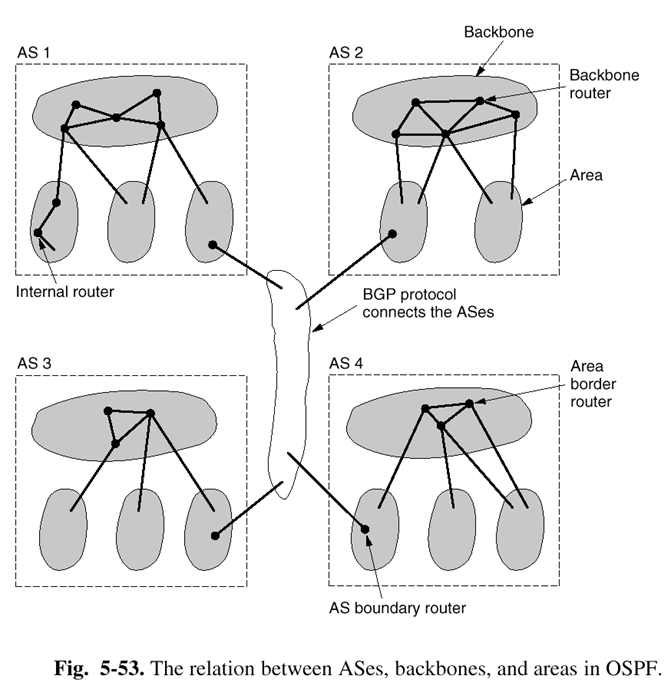 Backbone
AS 1
AS 2
Backbone
router
Area
Internal router
BGP protocol
connects the ASes
AS 3
AS 4
Area
border
router
AS boundary router
Fig. 5-53. The relation between ASes, backbones, and areas in OSPF.